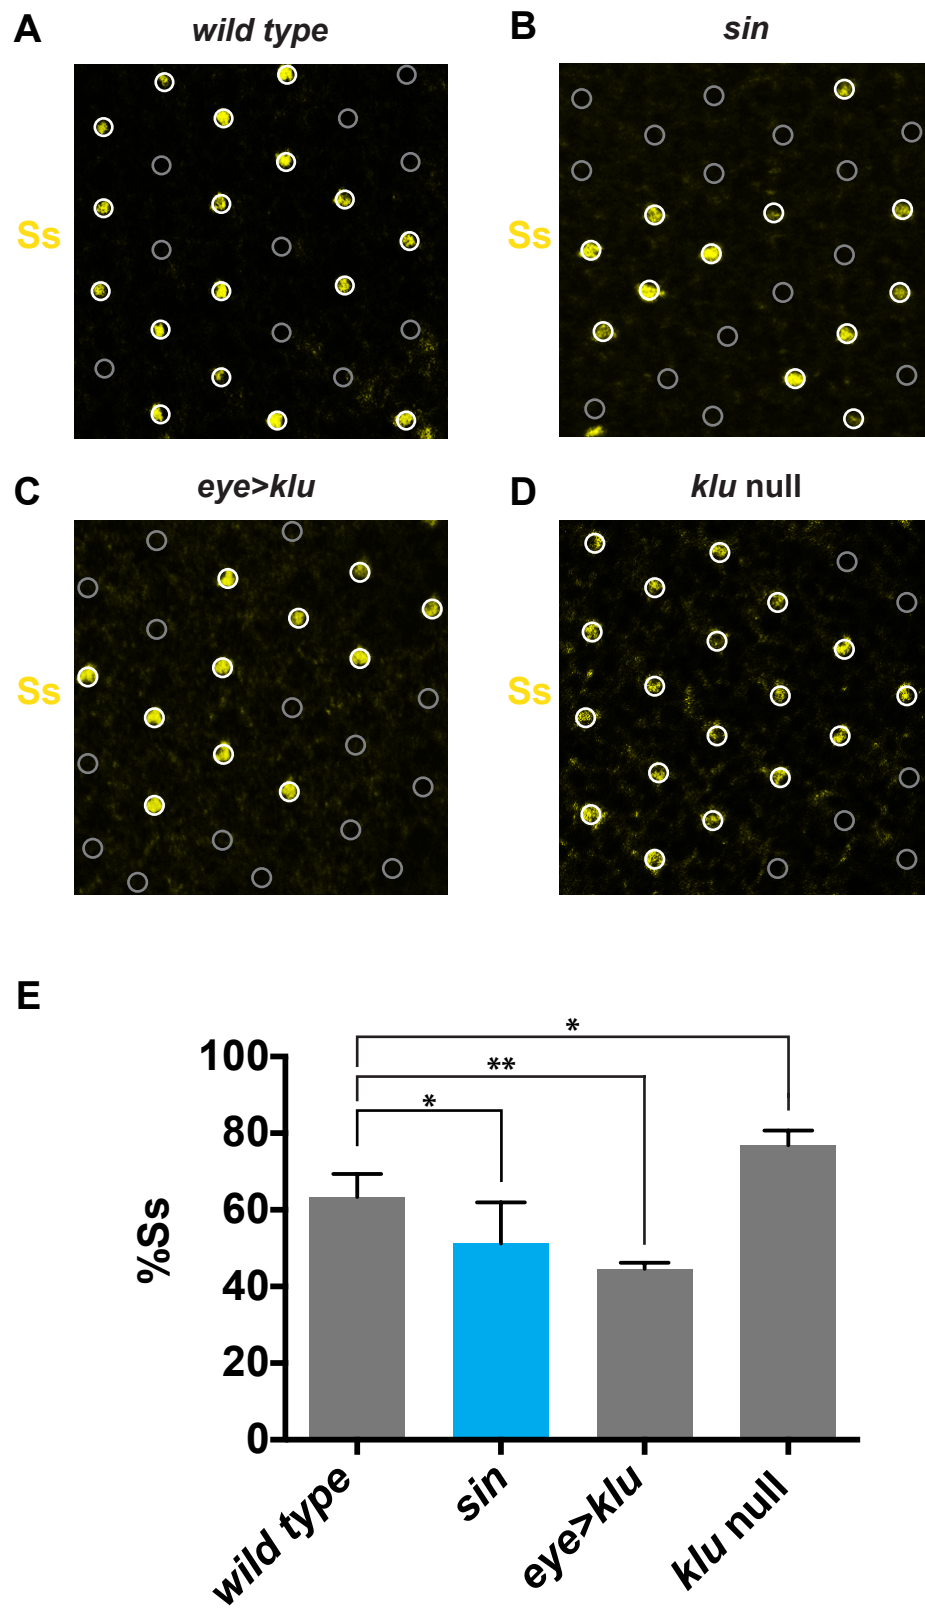 A wild type
B sin
Ss
Ss
C eye>klu
D klu null
Ss
Ss
E
*
**
*
%Ss
100
80
60
40
20
0
wild type
sin
eye>klu
klu null